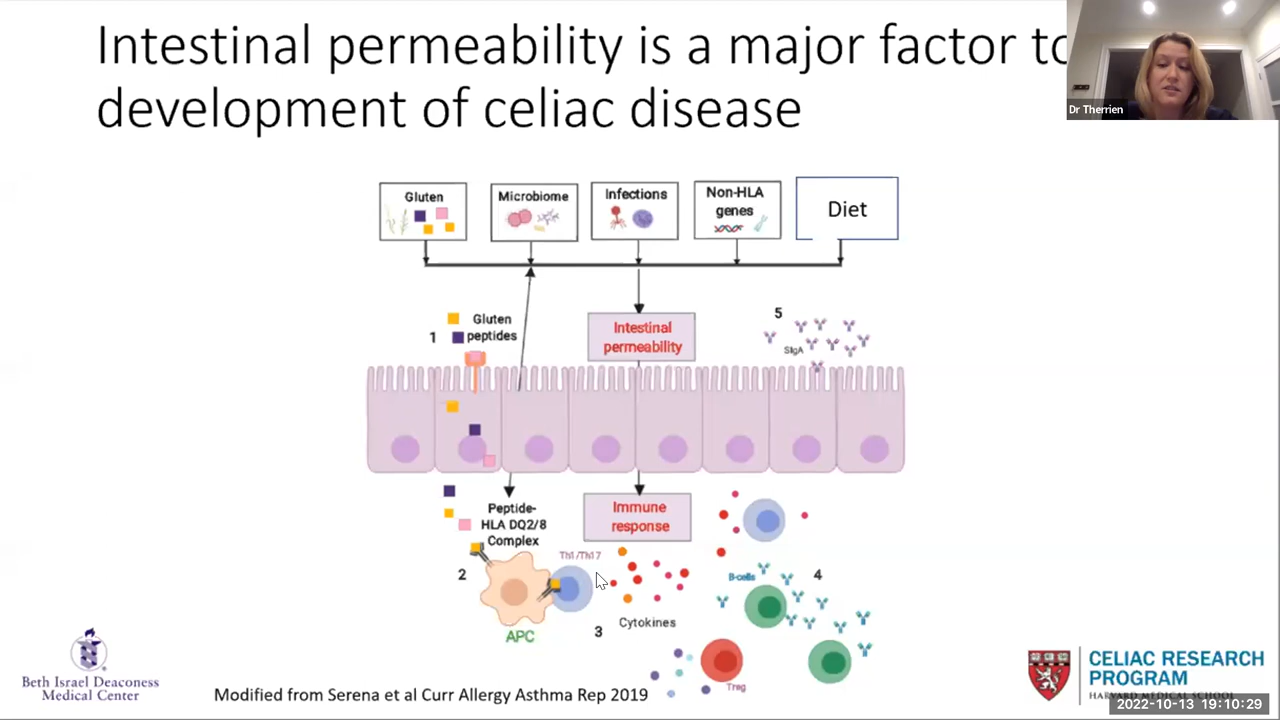 Intestinal permeability is a major factor to
development of celiac disease
Dr Therrien
Gluten
Microbiome
Infections
Non-HLA
genes
Diet
1
Gluten
peptides
Intestinal
permeability
5
SIgA
Peptide-
HLA DQ2/8
Complex
Immune
response
Th1/Th17
2
APC
3
Cytokines
B-cells
4
Treg
Beth Israel Deaconess
Medical Center
Modified from Serena et al Curr Allergy Asthma Rep 2019
CELIAC RESEARCH
PROGRAM
HARVARD MEDICAL SCHOOL
2022-10-13 19:10:29